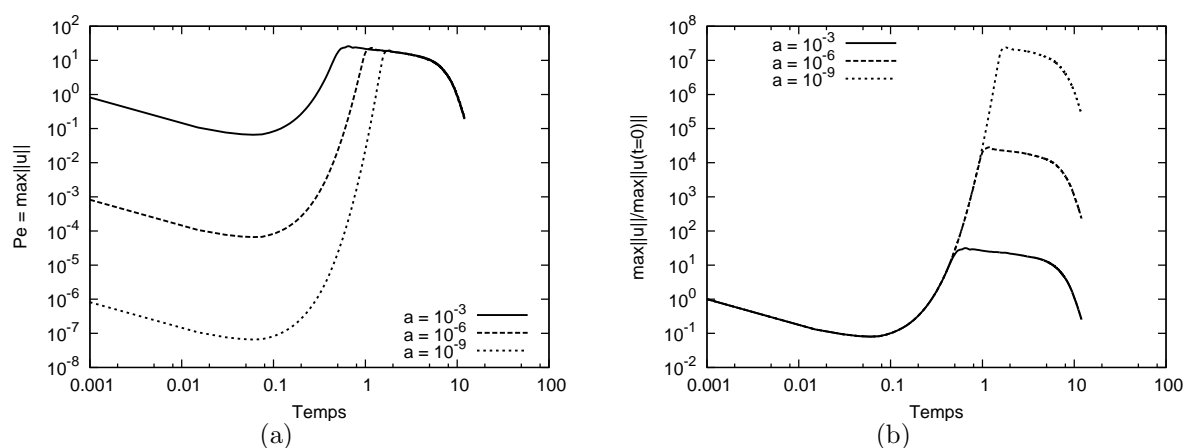 10^2
10^1
10^0
10^-1
10^-2
10^-3
10^-4
10^-5
10^-6
10^-7
10^-8
Pe = max||u||
a = 10^-3
a = 10^-6
a = 10^-9
0.001 0.01 0.1 1 10 100
Temps
(a)
10^8
10^7
10^6
10^5
10^4
10^3
10^2
10^1
10^0
10^-1
10^-2
max||u||/max||u(t=0)||
a = 10^-3
a = 10^-6
a = 10^-9
0.001 0.01 0.1 1 10 100
Temps
(b)